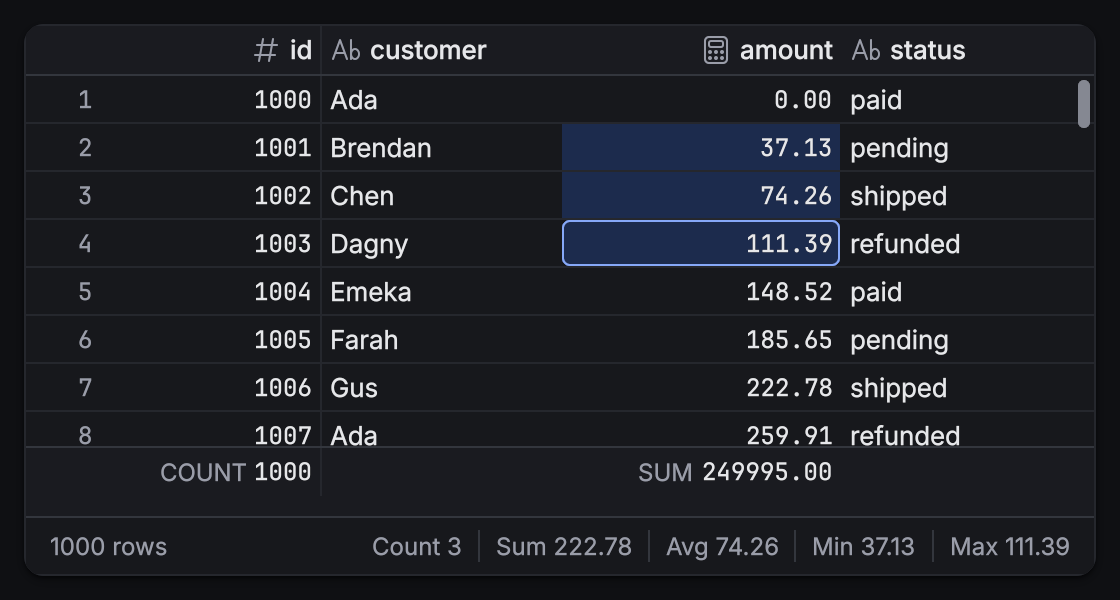 # id Ab customer amount Ab status
1 1000 Ada 0.00 paid
2 1001 Brendan 37.13 pending
3 1002 Chen 74.26 shipped
4 1003 Dagny 111.39 refunded
5 1004 Emeka 148.52 paid
6 1005 Farah 185.65 pending
7 1006 Gus 222.78 shipped
8 1007 Ada 259.91 refunded
COUNT 1000 SUM 249995.00
1000 rows Count 3 Sum 222.78 Avg 74.26 Min 37.13 Max 111.39